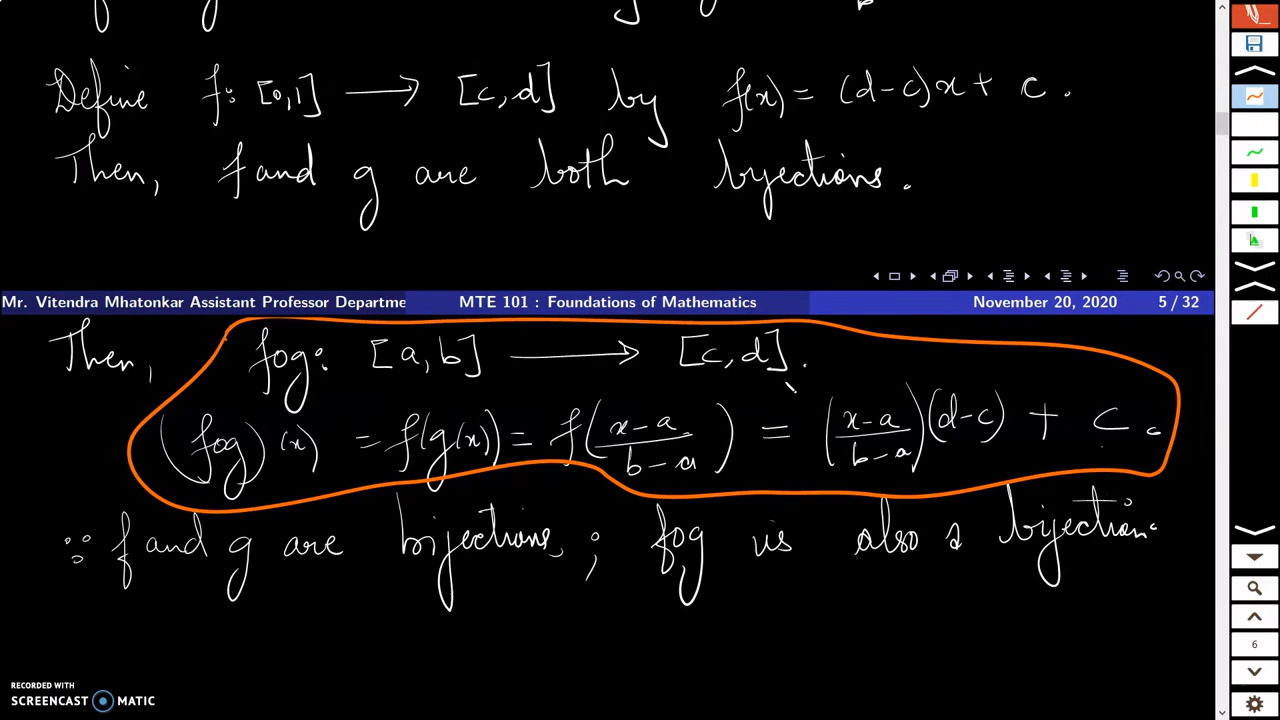 Define f: [0,1] ⟶ [c,d] by f(x) = (d-c)x + c.
Then, f and g are both bijections.
Mr. Vitendra Mhatonkar Assistant Professor Departme MTE 101 : Foundations of Mathematics November 20, 2020 5 / 32
Then, fog: [a,b] ⟶ [c,d].
(fog)(x) = f(g(x)) = f((x-a)/(b-a)) = ((x-a)/(b-a))(d-c) + c.
∵ f and g are bijections, ; fog is also a bijection.
6
RECORDED WITH
SCREENCAST MATIC